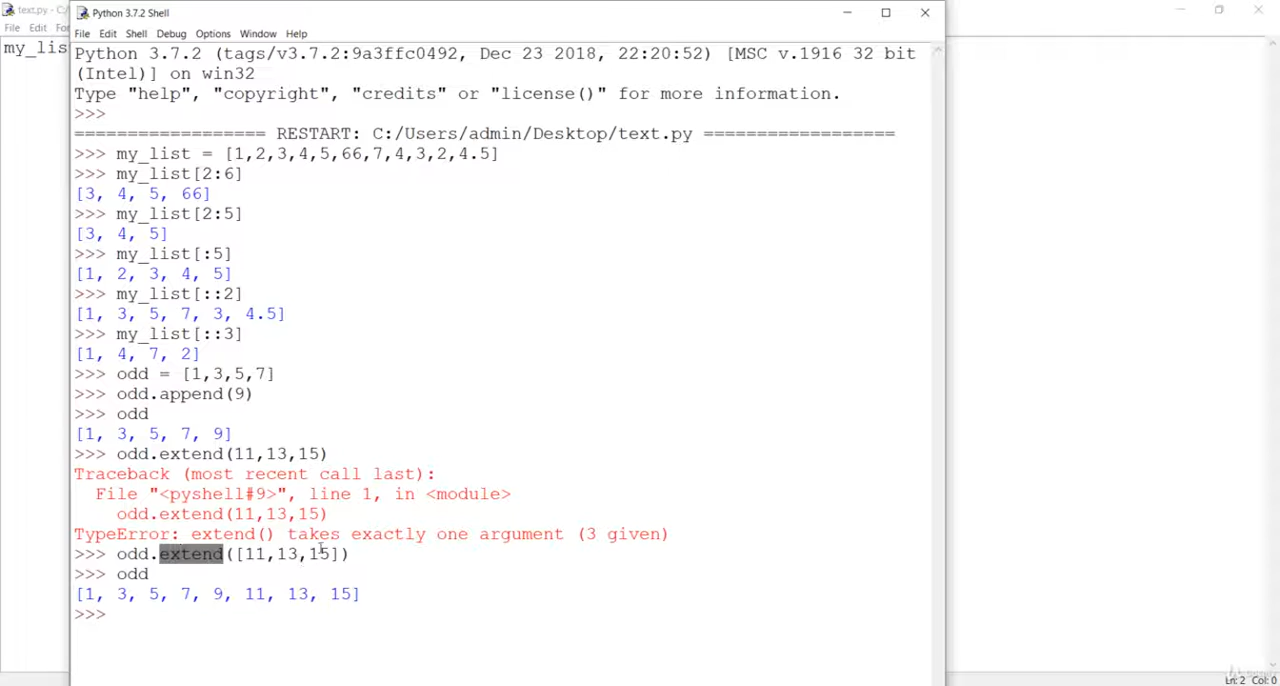 text.py - C:/
Python 3.7.2 Shell
File Edit For
File Edit Shell Debug Options Window Help
my_lis
Python 3.7.2 (tags/v3.7.2:9a3ffc0492, Dec 23 2018, 22:20:52) [MSC v.1916 32 bit
(Intel)] on win32
Type "help", "copyright", "credits" or "license()" for more information.
>>>
================== RESTART: C:/Users/admin/Desktop/text.py ==================
>>> my_list = [1,2,3,4,5,66,7,4,3,2,4.5]
>>> my_list[2:6]
[3, 4, 5, 66]
>>> my_list[2:5]
[3, 4, 5]
>>> my_list[:5]
[1, 2, 3, 4, 5]
>>> my_list[::2]
[1, 3, 5, 7, 3, 4.5]
>>> my_list[::3]
[1, 4, 7, 2]
>>> odd = [1,3,5,7]
>>> odd.append(9)
>>> odd
[1, 3, 5, 7, 9]
>>> odd.extend(11,13,15)
Traceback (most recent call last):
  File "<pyshell#9>", line 1, in <module>
    odd.extend(11,13,15)
TypeError: extend() takes exactly one argument (3 given)
>>> odd.extend([11,13,15])
>>> odd
[1, 3, 5, 7, 9, 11, 13, 15]
>>>
Ln: 2 Col: 0